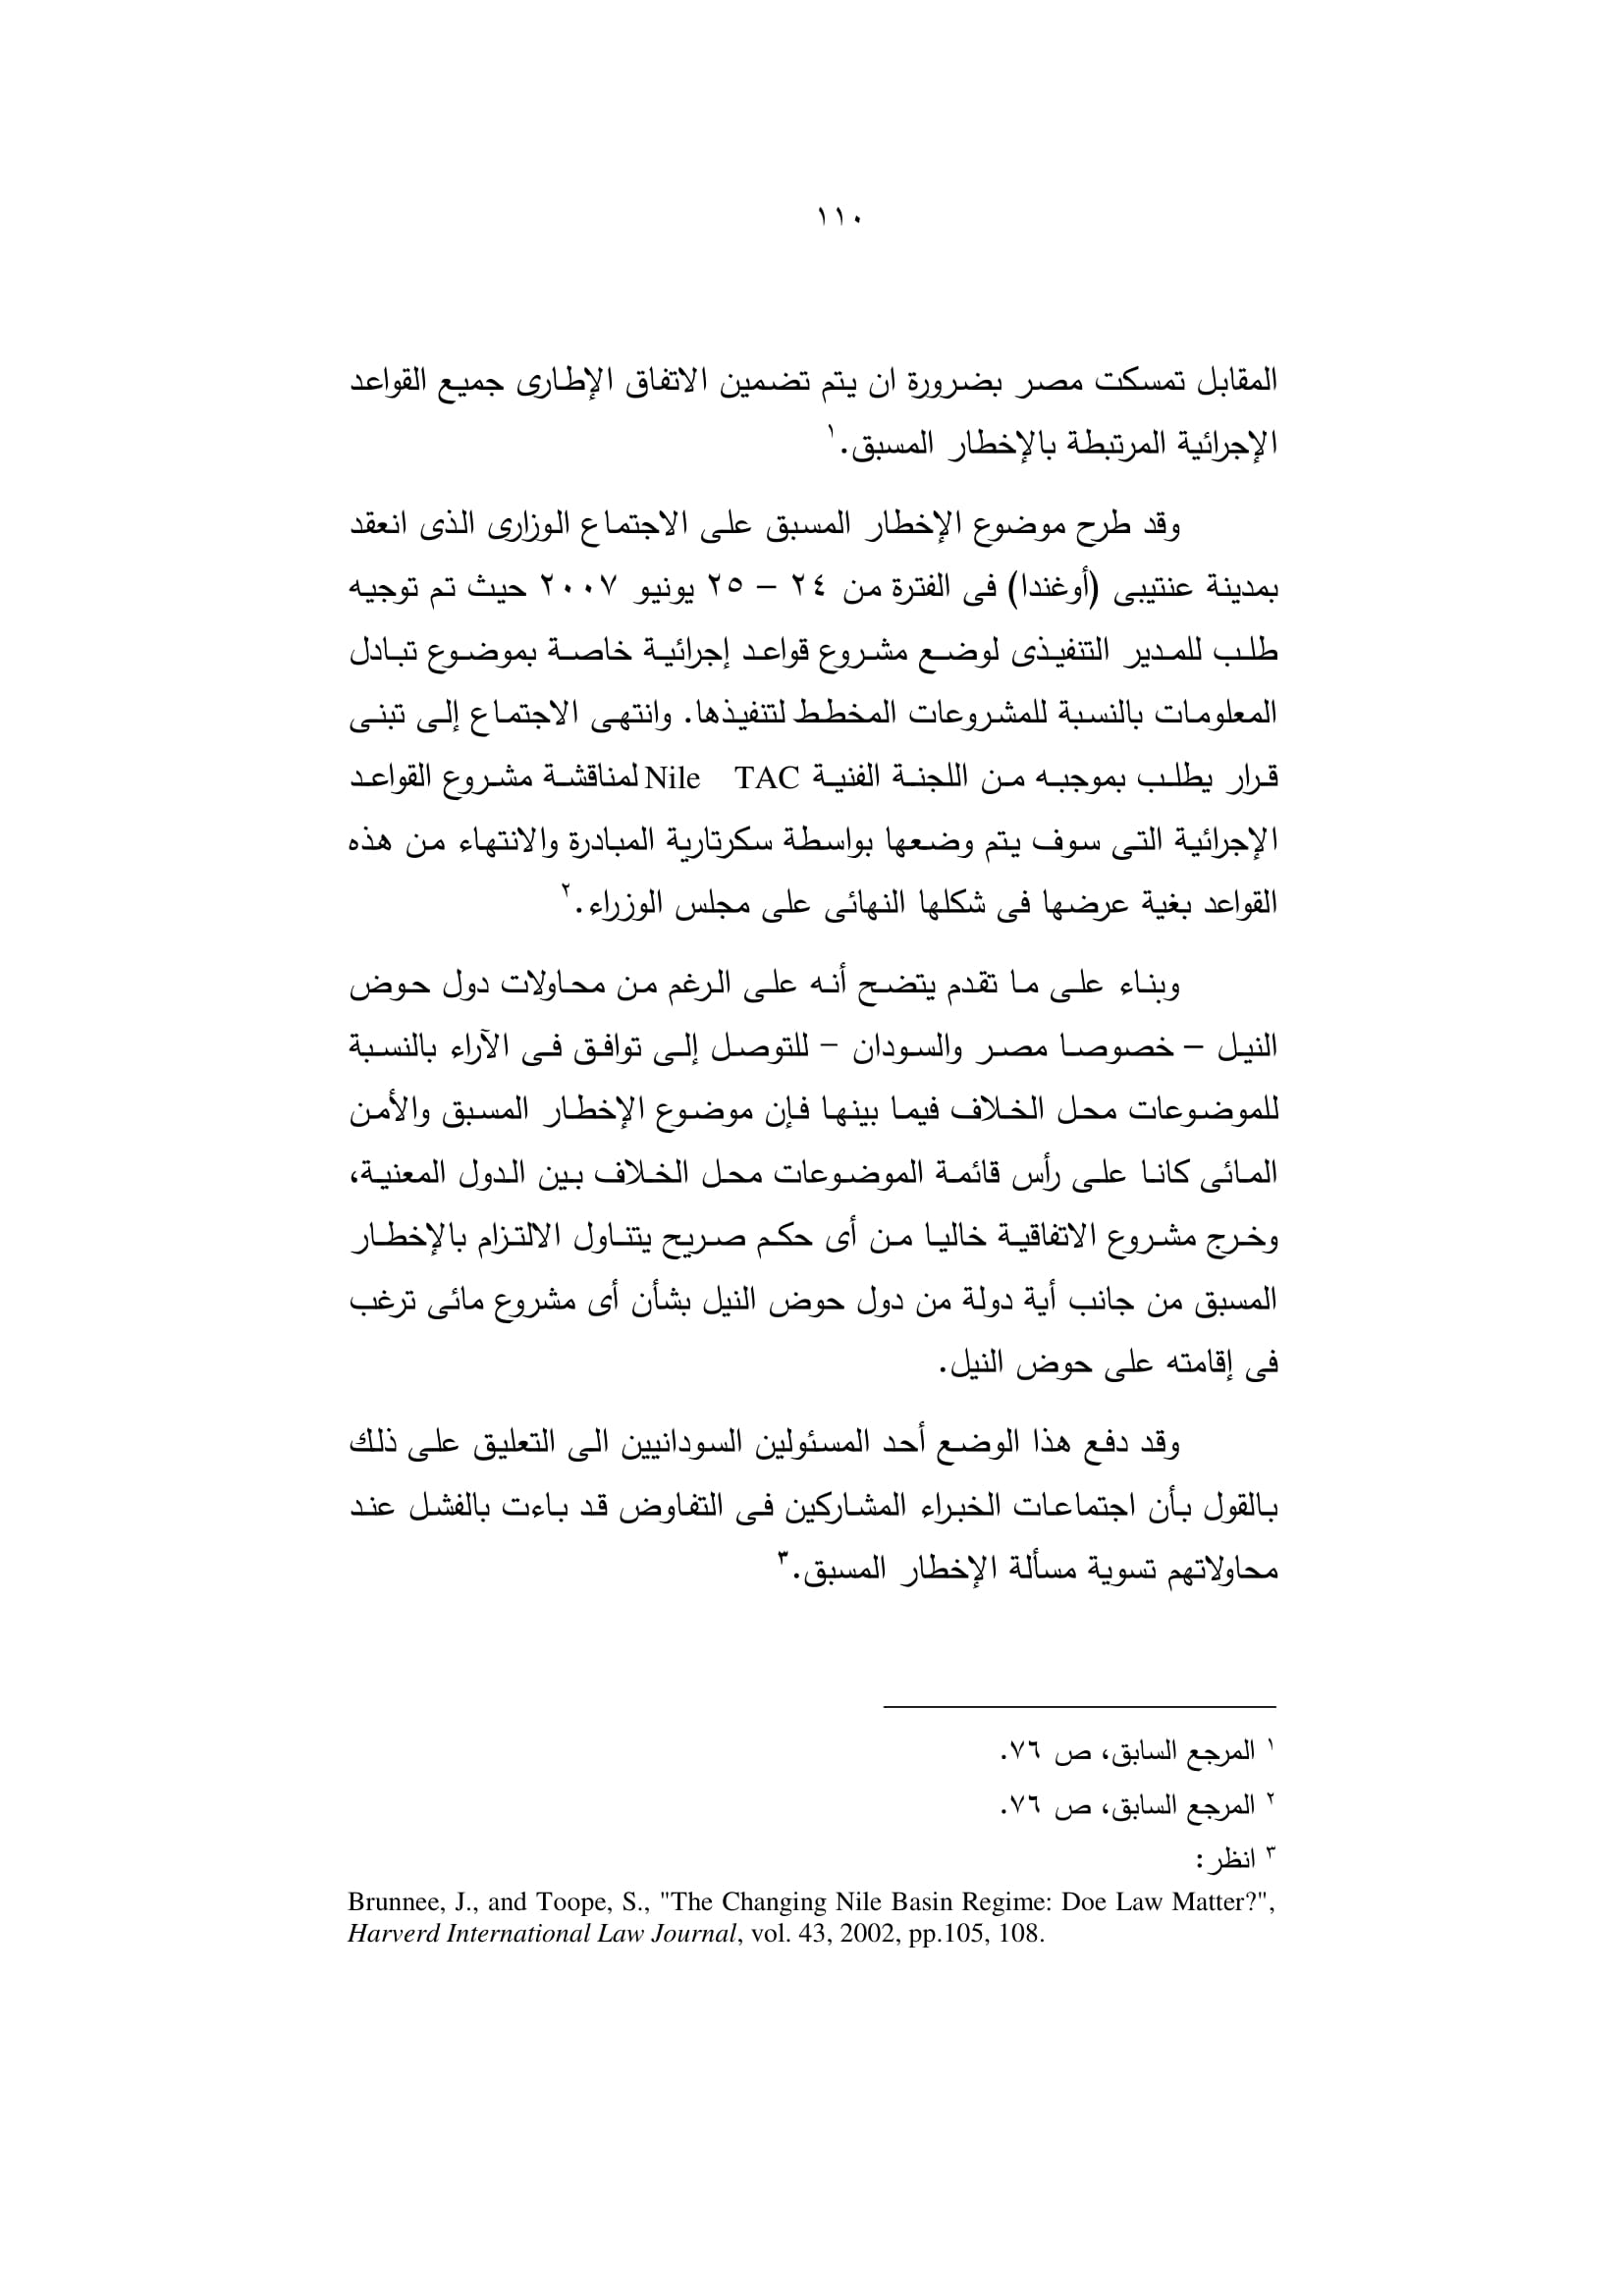 ١١٠
المقابل تمسكت مصر بضرورة ان يتم تضمين الاتفاق الإطارى جميع القواعد
الإجرائية المرتبطة بالإخطار المسبق.١
وقد طرح موضوع الإخطار المسبق على الاجتماع الوزارى الذى انعقد
بمدينة عنتيبى (أوغندا) فى الفترة من ٢٤ – ٢٥ يونيو ٢٠٠٧ حيث تم توجيه
طلب للمدير التنفيذى لوضع مشروع قواعد إجرائية خاصة بموضوع تبادل
المعلومات بالنسبة للمشروعات المخطط لتنفيذها. وانتهى الاجتماع إلى تبنى
قرار يطلب بموجبه من اللجنة الفنية Nile TAC لمناقشة مشروع القواعد
الإجرائية التى سوف يتم وضعها بواسطة سكرتارية المبادرة والانتهاء من هذه
القواعد بغية عرضها فى شكلها النهائى على مجلس الوزراء.٢
وبناء على ما تقدم يتضح أنه على الرغم من محاولات دول حوض
النيل – خصوصا مصر والسودان – للتوصل إلى توافق فى الآراء بالنسبة
للموضوعات محل الخلاف فيما بينها فإن موضوع الإخطار المسبق والأمن
المائى كانا على رأس قائمة الموضوعات محل الخلاف بين الدول المعنية،
وخرج مشروع الاتفاقية خاليا من أى حكم صريح يتناول الالتزام بالإخطار
المسبق من جانب أية دولة من دول حوض النيل بشأن أى مشروع مائى ترغب
فى إقامته على حوض النيل.
وقد دفع هذا الوضع أحد المسئولين السودانيين الى التعليق على ذلك
بالقول بأن اجتماعات الخبراء المشاركين فى التفاوض قد باءت بالفشل عند
محاولاتهم تسوية مسألة الإخطار المسبق.٣
١ المرجع السابق، ص ٧٦.
٢ المرجع السابق، ص ٧٦.
٣ انظر:
Brunnee, J., and Toope, S., "The Changing Nile Basin Regime: Doe Law Matter?",
Harverd International Law Journal, vol. 43, 2002, pp.105, 108.